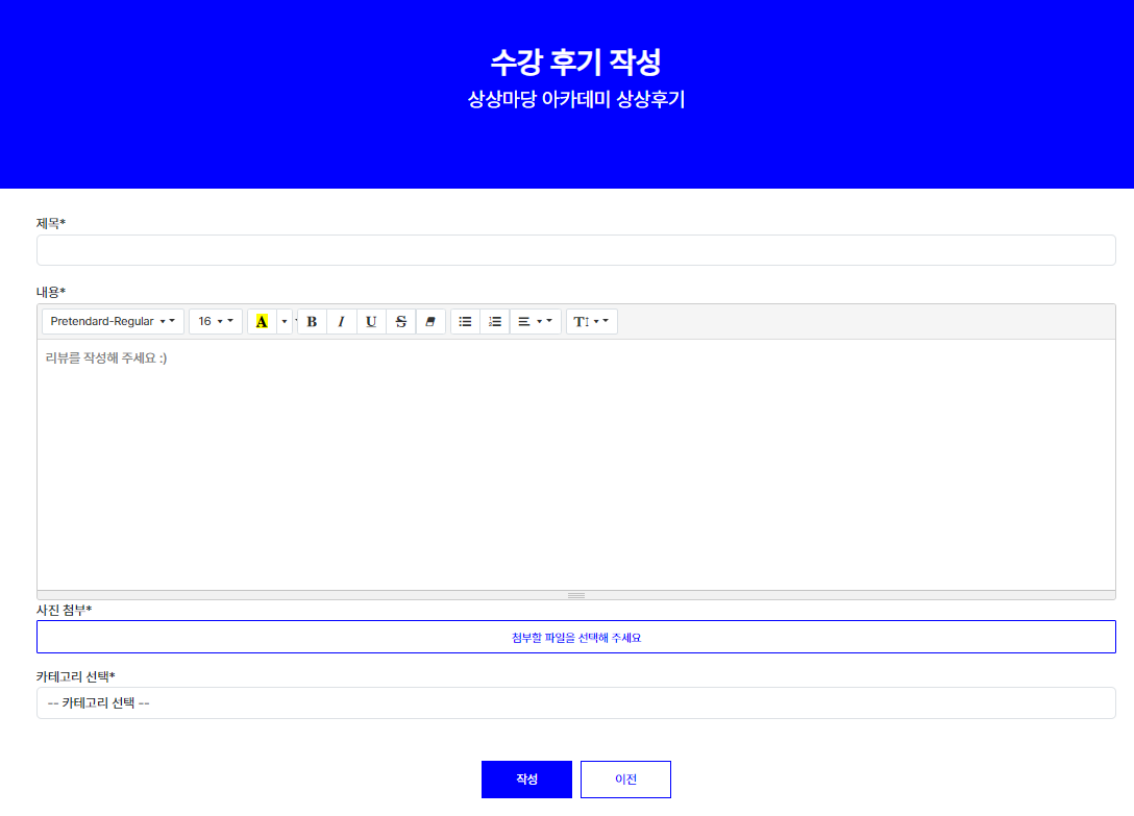 수강 후기 작성
상상마당 아카데미 상상후기
제목*
내용*
Pretendard-Regular 16 A B I U S T
리뷰를 작성해 주세요 :)
사진 첨부*
첨부할 파일을 선택해 주세요
카테고리 선택*
-- 카테고리 선택 --
작성 이전